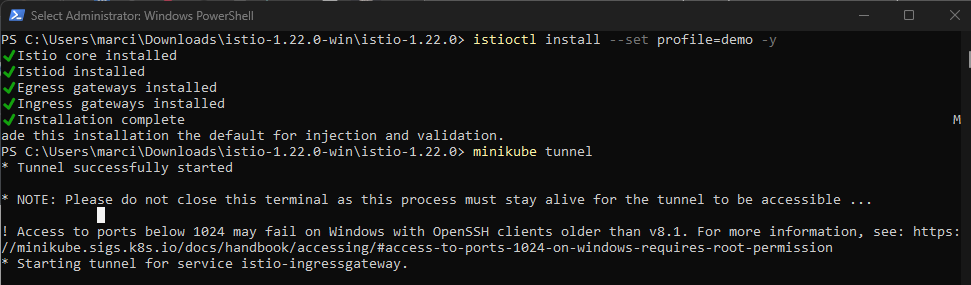 Select Administrator: Windows PowerShell
PS C:\Users\marci\Downloads\istio-1.22.0-win\istio-1.22.0> istioctl install --set profile=demo -y
✔Istio core installed
✔Istiod installed
✔Egress gateways installed
✔Ingress gateways installed
✔Installation complete M
ade this installation the default for injection and validation.
PS C:\Users\marci\Downloads\istio-1.22.0-win\istio-1.22.0> minikube tunnel
* Tunnel successfully started
* NOTE: Please do not close this terminal as this process must stay alive for the tunnel to be accessible ...
! Access to ports below 1024 may fail on Windows with OpenSSH clients older than v8.1. For more information, see: https:
//minikube.sigs.k8s.io/docs/handbook/accessing/#access-to-ports-1024-on-windows-requires-root-permission
* Starting tunnel for service istio-ingressgateway.